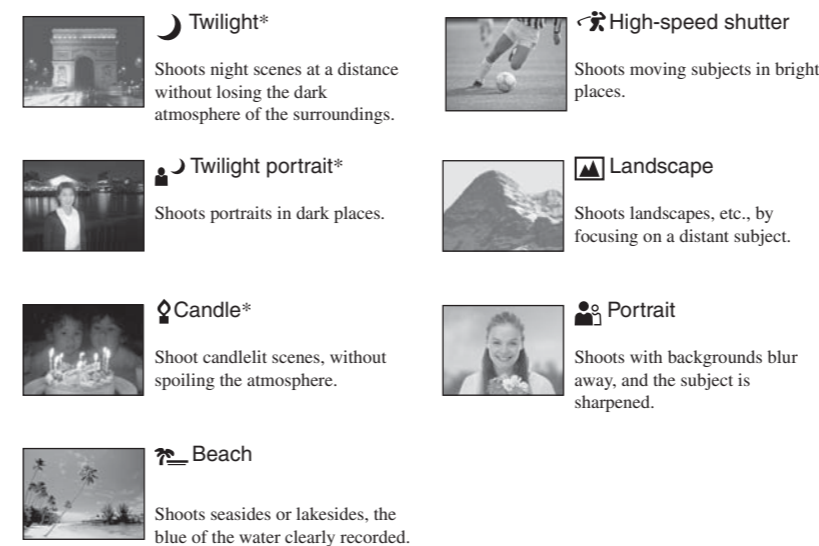 Twilight*
Shoots night scenes at a distance
without losing the dark
atmosphere of the surroundings.
Twilight portrait*
Shoots portraits in dark places.
Candle*
Shoot candlelit scenes, without
spoiling the atmosphere.
Beach
Shoots seasides or lakesides, the
blue of the water clearly recorded.
High-speed shutter
Shoots moving subjects in bright
places.
Landscape
Shoots landscapes, etc., by
focusing on a distant subject.
Portrait
Shoots with backgrounds blur
away, and the subject is
sharpened.